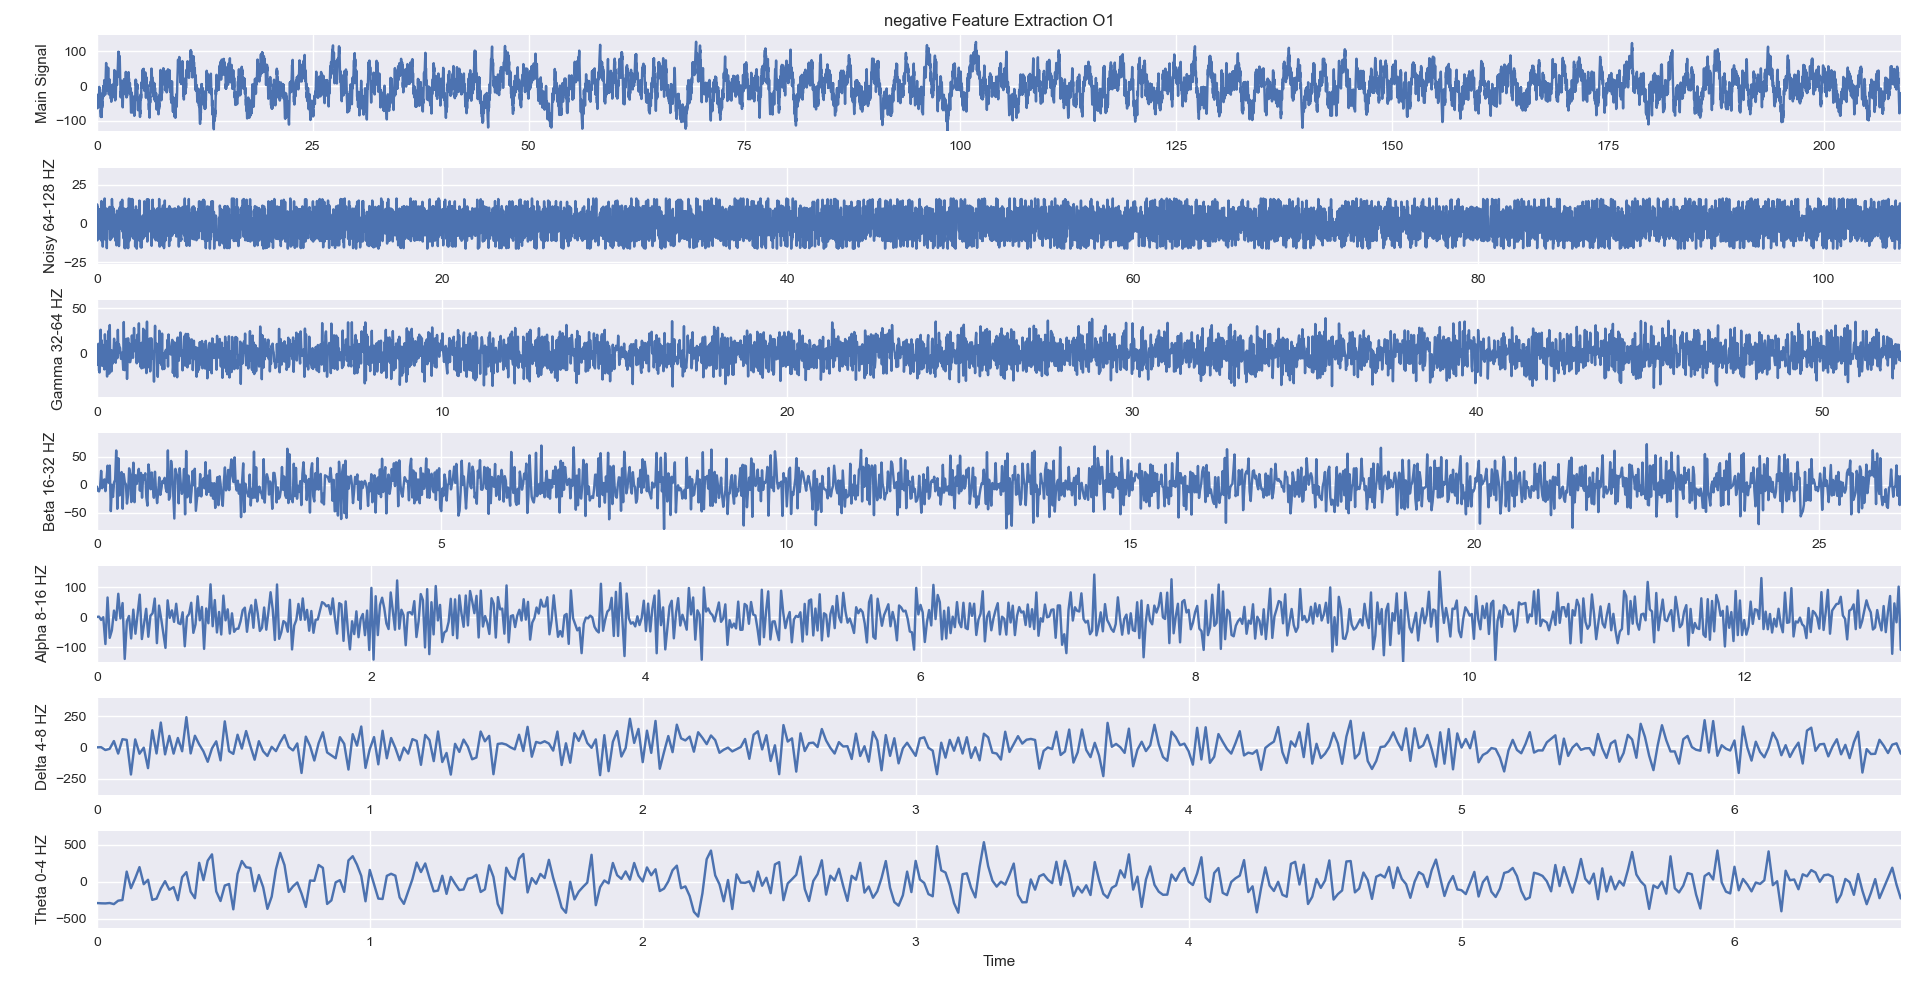 negative Feature Extraction O1
Main Signal
100
0
−100
0 25 50 75 100 125 150 175 200
Noisy 64-128 HZ
25
0
−25
0 20 40 60 80 100
Gamma 32-64 HZ
50
0
0 10 20 30 40 50
Beta 16-32 HZ
50
0
−50
0 5 10 15 20 25
Alpha 8-16 HZ
100
0
−100
0 2 4 6 8 10 12
Delta 4-8 HZ
250
0
−250
0 1 2 3 4 5 6
Theta 0-4 HZ
500
0
−500
0 1 2 3 4 5 6
Time